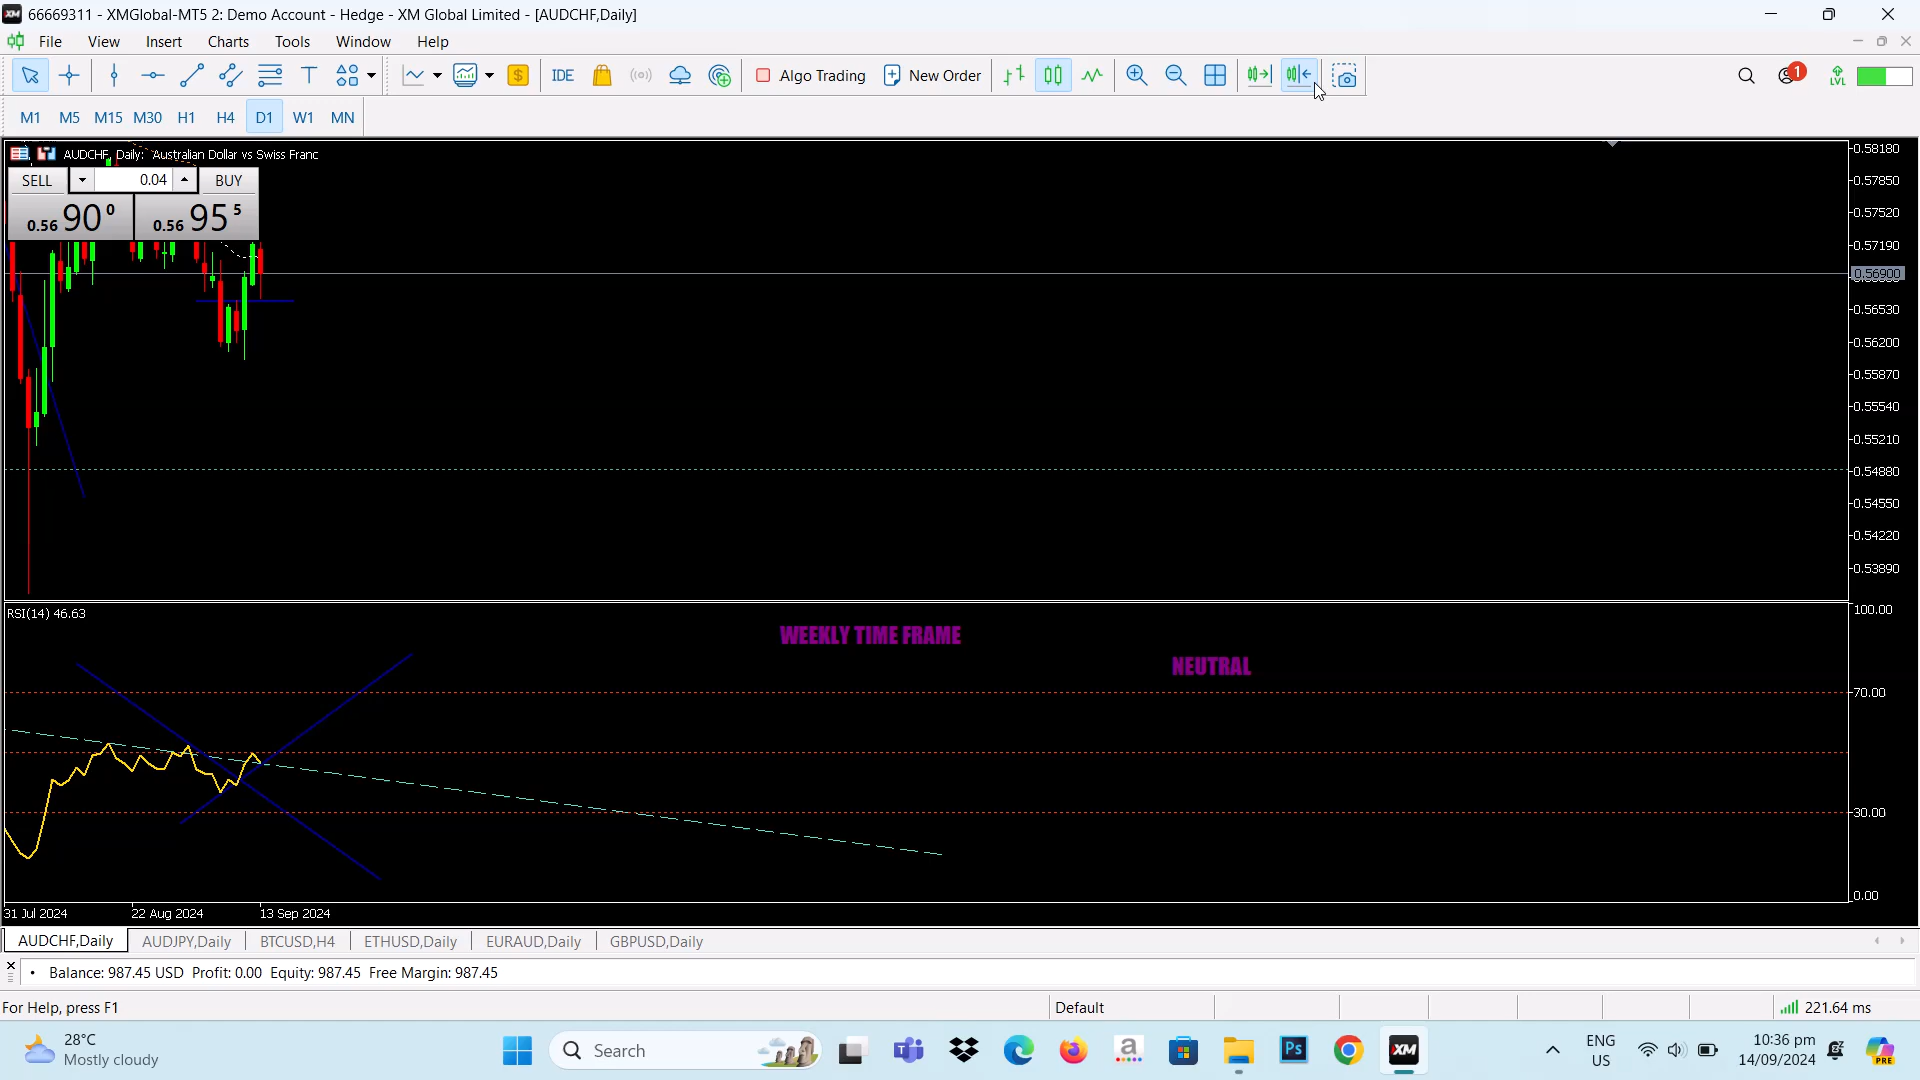 66669311 - XMGlobal-MT5 2: Demo Account - Hedge - XM Global Limited - [AUDCHF,Daily]
File View Insert Charts Tools Window Help
IDE Algo Trading New Order 1 LVL
M1 M5 M15 M30 H1 H4 D1 W1 MN
AUDCHF, Daily: Australian Dollar vs Swiss Franc
SELL 0.04 BUY
0.56 90 0 0.56 95 5
0.58180
0.57850
0.57520
0.57190
0.56900
0.56530
0.56200
0.55870
0.55540
0.55210
0.54880
0.54550
0.54220
0.53890
RSI(14) 46.63
100.00
WEEKLY TIME FRAME
NEUTRAL
70.00
30.00
0.00
31 Jul 2024 22 Aug 2024 13 Sep 2024
AUDCHF,Daily AUDJPY,Daily BTCUSD,H4 ETHUSD,Daily EURAUD,Daily GBPUSD,Daily
Balance: 987.45 USD Profit: 0.00 Equity: 987.45 Free Margin: 987.45
For Help, press F1 Default 221.64 ms
28°C
Mostly cloudy
Search
a
Ps
XM
ENG
US
10:36 pm
14/09/2024
PRE